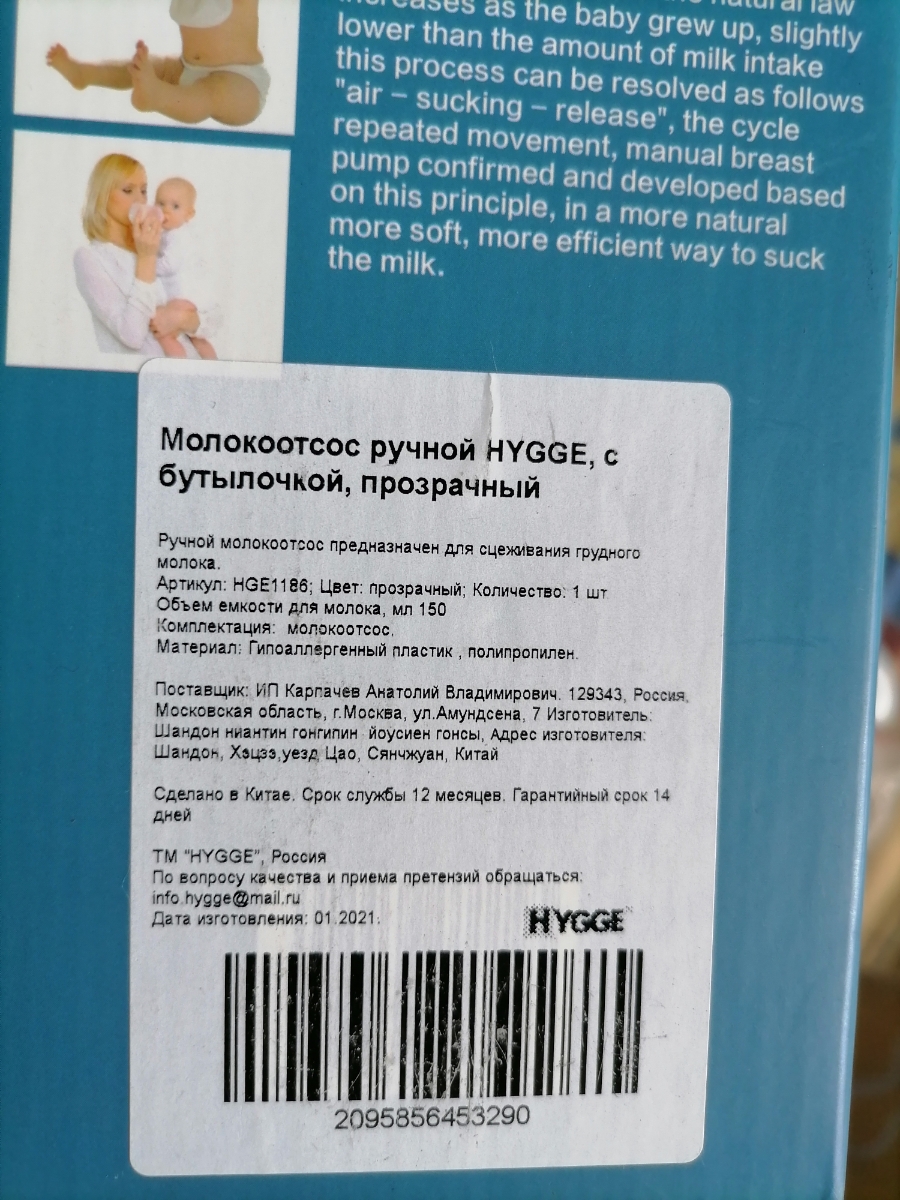 increases as the baby grew up, slightly
lower than the amount of milk intake
this process can be resolved as follows
"air – sucking – release", the cycle
repeated movement, manual breast
pump confirmed and developed based
on this principle, in a more natural
more soft, more efficient way to suck
the milk.
Молокоотсос ручной HYGGE, с
бутылочкой, прозрачный
Ручной молокоотсос предназначен для сцеживания грудного
молока.
Артикул: HGE1186; Цвет: прозрачный; Количество: 1 шт
Объем емкости для молока, мл 150
Комплектация: молокоотсос,
Материал: Гипоаллергенный пластик , полипропилен.
Поставщик: ИП Карпачев Анатолий Владимирович. 129343, Россия,
Московская область, г.Москва, ул.Амундсена, 7 Изготовитель:
Шандон ниантин гонгипин йоусиен гонсы, Адрес изготовителя:
Шандон, Хэцзэ,уезд Цао, Сянчжуан, Китай
Сделано в Китае. Срок службы 12 месяцев. Гарантийный срок 14
дней
ТМ "HYGGE", Россия
По вопросу качества и приема претензий обращаться:
info.hygge@mail.ru
Дата изготовления: 01.2021.
HYGGE
2095856453290